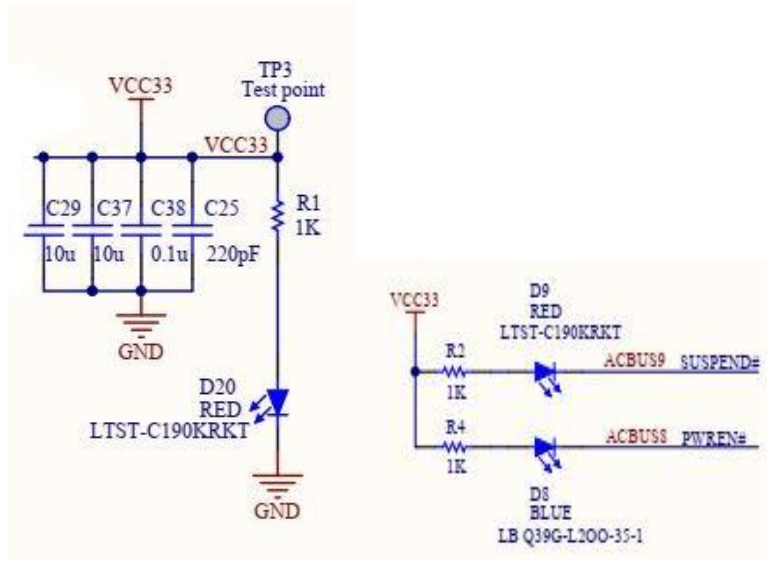 TP3
Test point
VCC33
VCC33
C29 C37 C38 C25
10u 10u 0.1u 220pF
R1
1K
GND
D20
RED
LTST-C190KRKT
GND
VCC33
D9
RED
LTST-C190KRKT
R2
1K
ACBUS9 SUSPEND#
R4
1K
ACBUS8 PWREN#
D8
BLUE
LB Q39G-L2OO-35-1